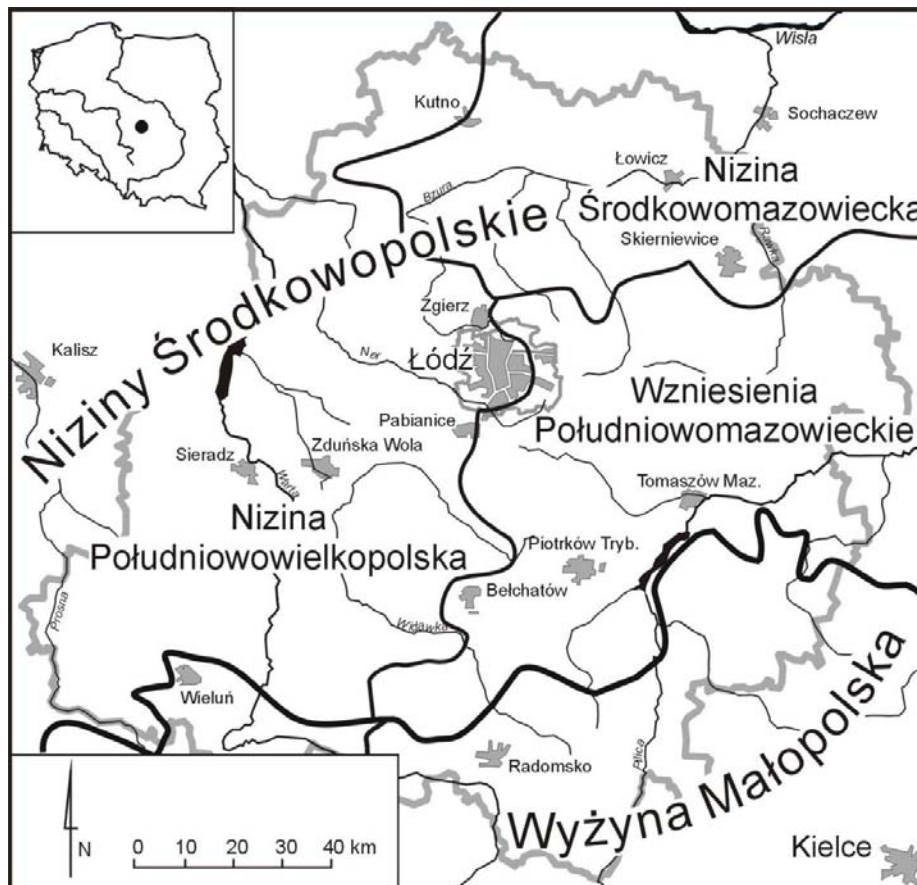 Wisła
Kutno
Sochaczew
Łowicz
Nizina
Środkowomazowiecka
Bzura
Rawka
Skierniewice
Niziny Środkowopolskie
Zgierz
Łódź
Ner
Kalisz
Wzniesienia
Południowomazowieckie
Pabianice
Sieradz
Zduńska Wola
Warta
Tomaszów Maz.
Nizina
Południowowielkopolska
Piotrków Tryb.
Bełchatów
Prosna
Widawka
Wieluń
Wyżyna Małopolska
Pilica
Radomsko
Kielce
N
0 10 20 40 km